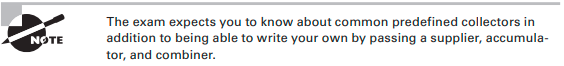 NOTE
The exam expects you to know about common predefined collectors in
addition to being able to write your own by passing a supplier, accumula-
tor, and combiner.